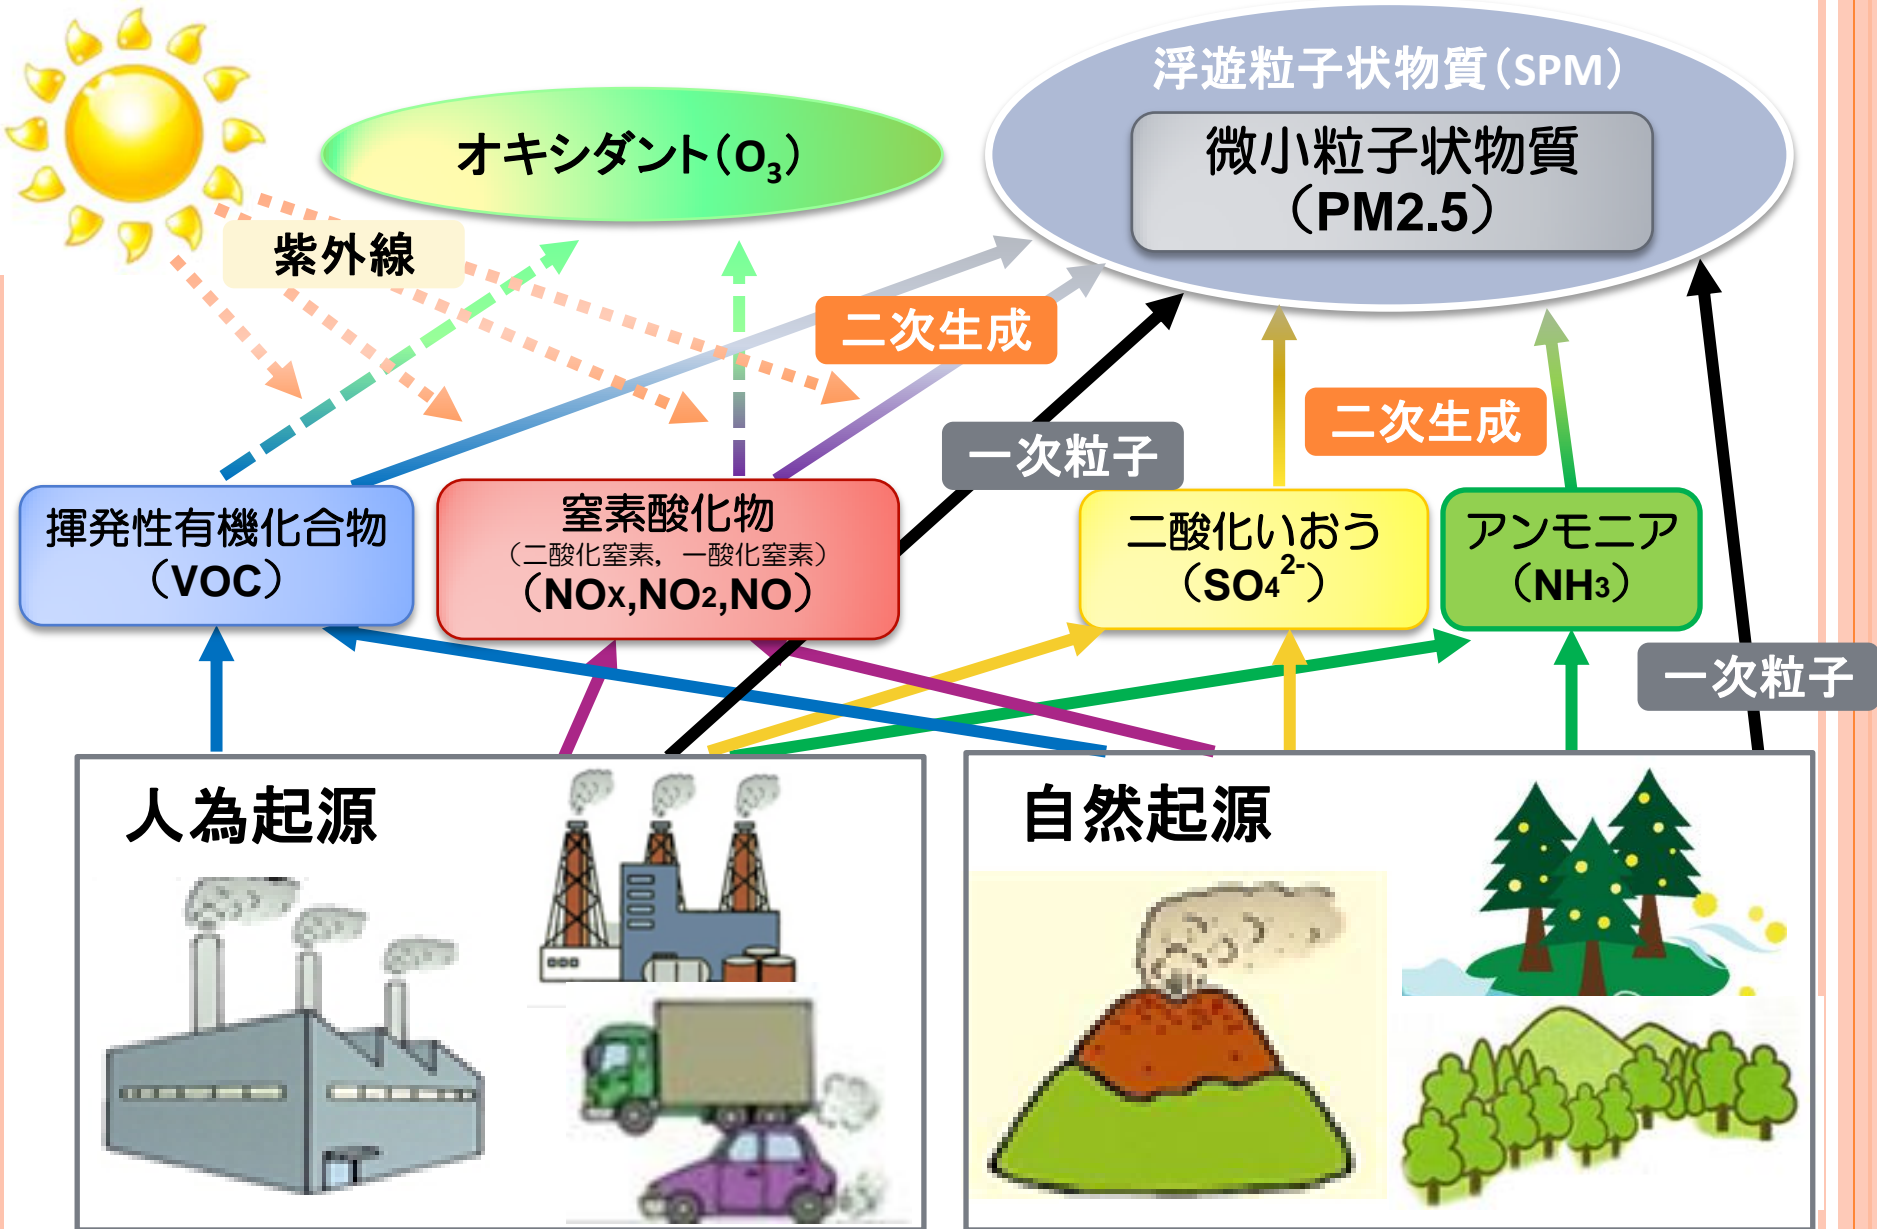 浮遊粒子状物質(SPM)
微小粒子状物質
(PM2.5)
オキシダント(O₃)
紫外線
二次生成
二次生成
一次粒子
揮発性有機化合物
(VOC)
窒素酸化物
(二酸化窒素，一酸化窒素)
(NOx,NO₂,NO)
二酸化いおう
(SO₄²⁻)
アンモニア
(NH₃)
一次粒子
人為起源
自然起源